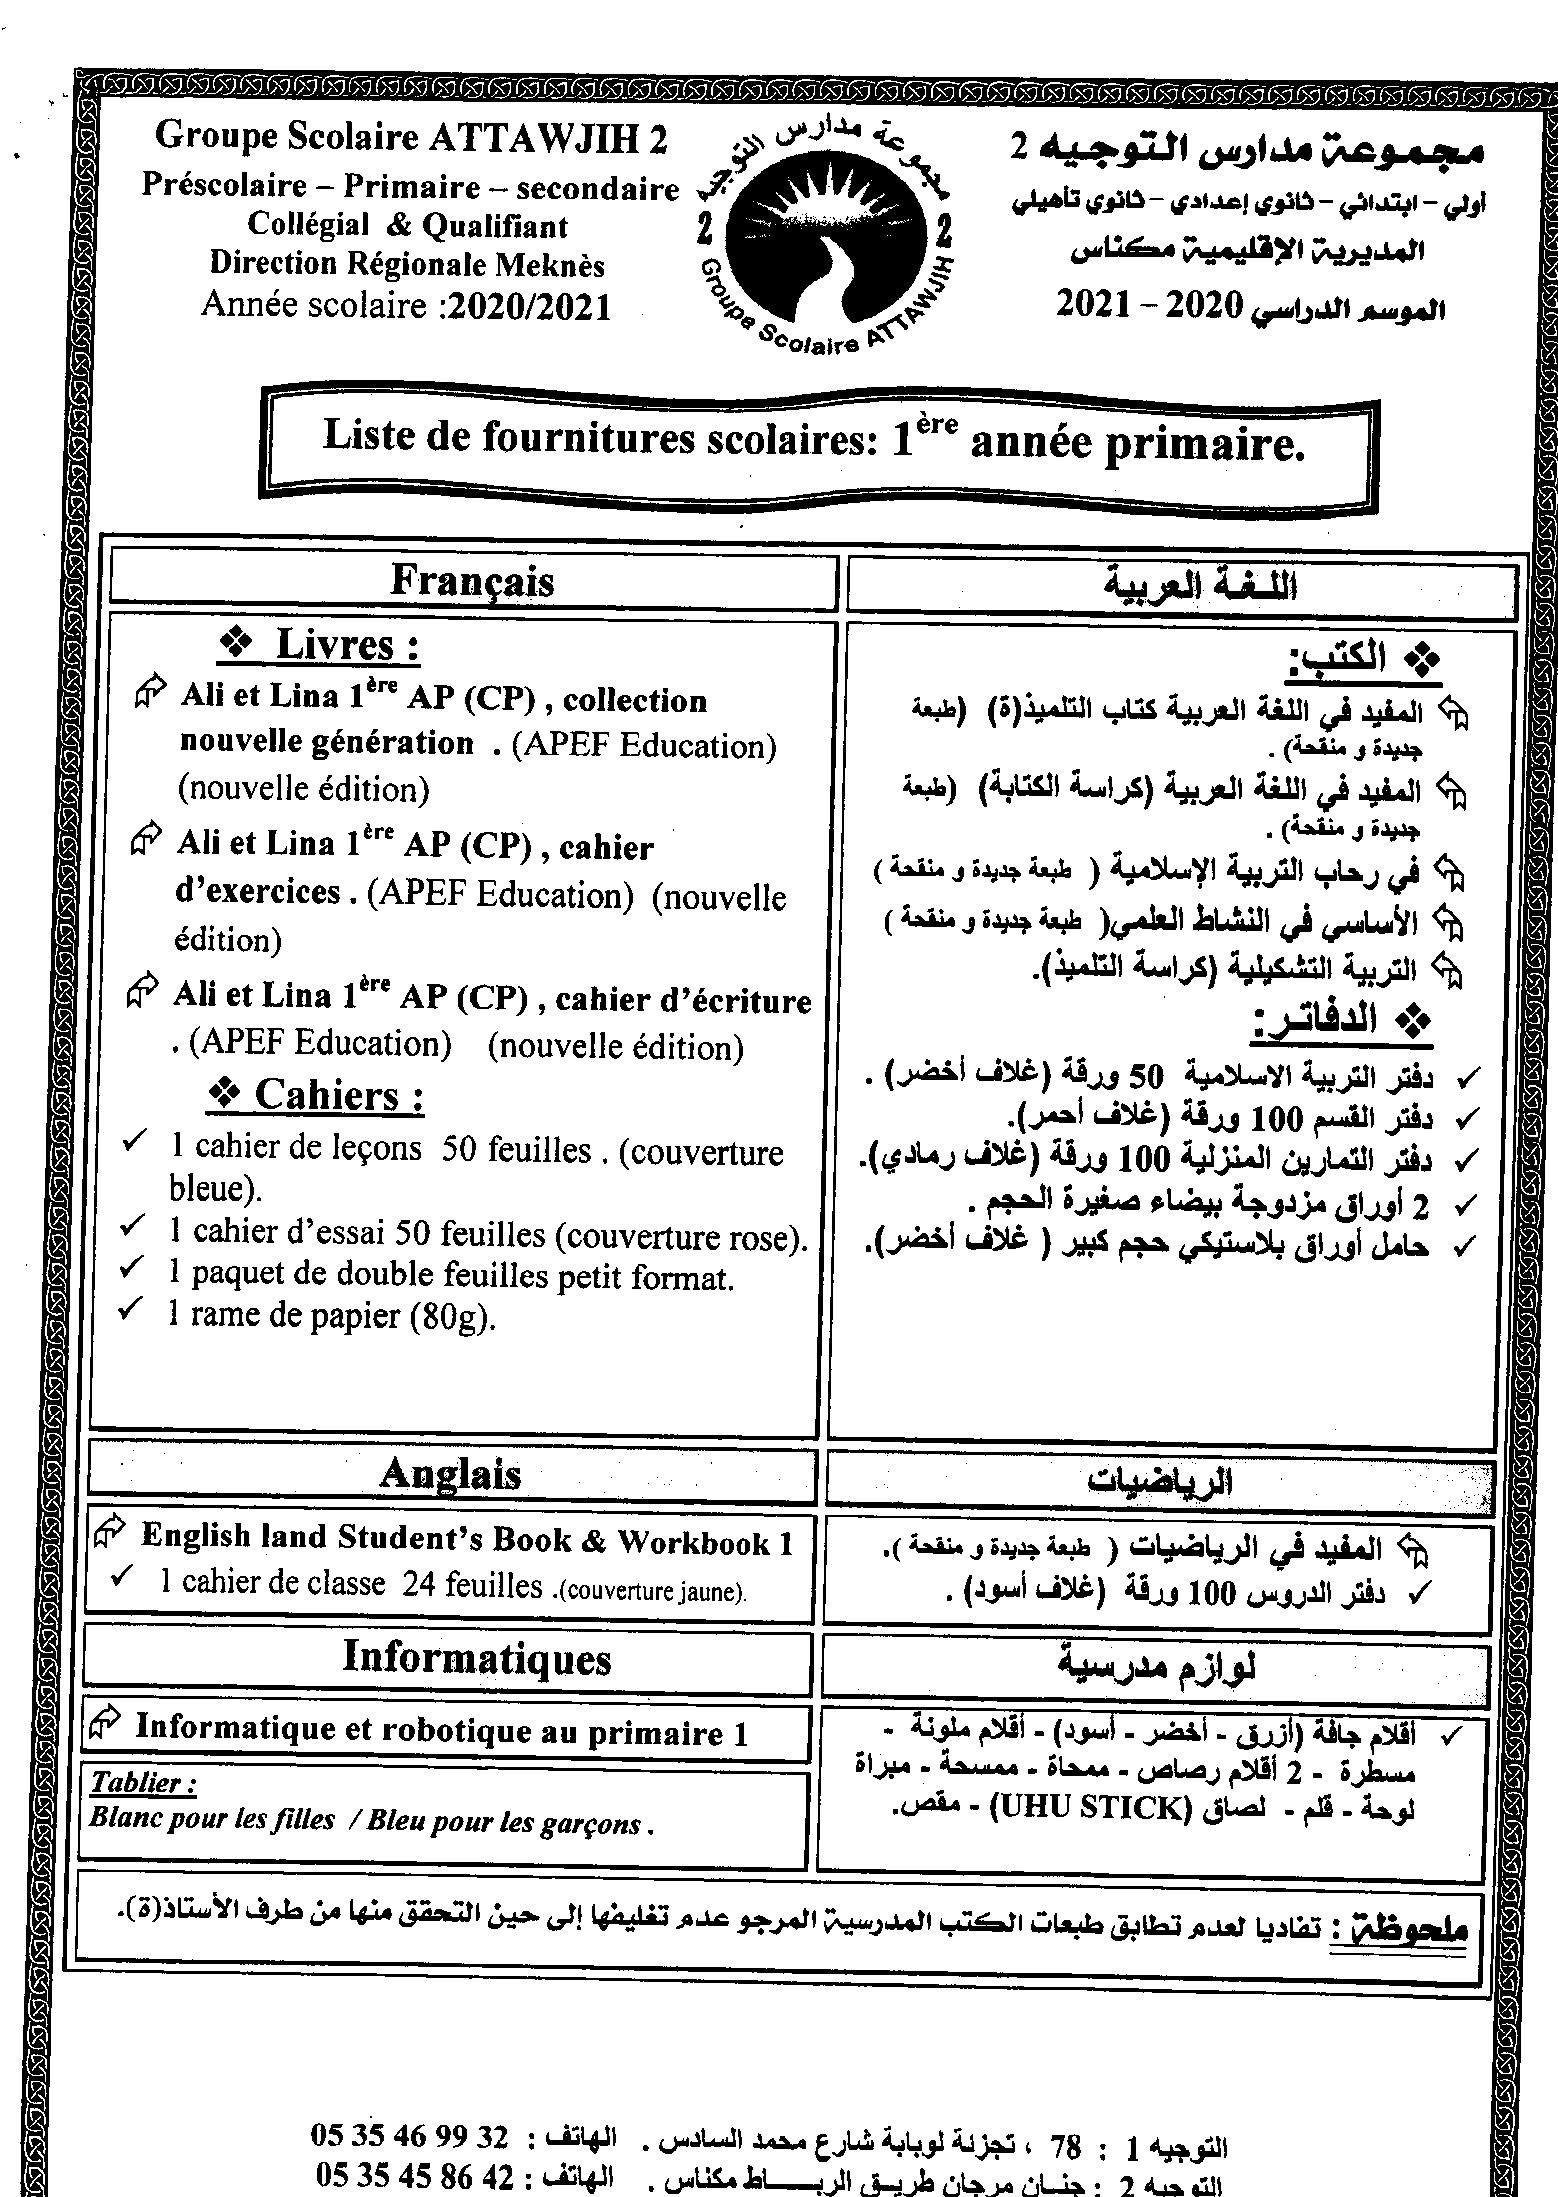 Groupe Scolaire ATTAWJIH 2
Préscolaire – Primaire – secondaire
Collégial & Qualifiant
Direction Régionale Meknès
Année scolaire :2020/2021
مجموعة مدارس التوجيه
2 2
Groupe Scolaire ATTAWJIH
مجموعة مدارس التوجيه 2
أولي – ابتدائي – ثانوي إعدادي – ثانوي تأهيلي
المديرية الإقليمية مكناس
الموسم الدراسي 2020 – 2021
Liste de fournitures scolaires: 1ère année primaire.
Français
❖ Livres :
Ali et Lina 1ère AP (CP) , collection
nouvelle génération . (APEF Education)
(nouvelle édition)
Ali et Lina 1ère AP (CP) , cahier
d’exercices . (APEF Education) (nouvelle
édition)
Ali et Lina 1ère AP (CP) , cahier d’écriture
. (APEF Education) (nouvelle édition)
❖ Cahiers :
✓ 1 cahier de leçons 50 feuilles . (couverture
bleue).
✓ 1 cahier d’essai 50 feuilles (couverture rose).
✓ 1 paquet de double feuilles petit format.
✓ 1 rame de papier (80g).
اللـغـة العربية
❖ الكتب:
المفيد في اللغة العربية كتاب التلميذ(ة) (طبعة
جديدة و منقحة) .
المفيد في اللغة العربية (كراسة الكتابة) (طبعة
جديدة و منقحة) .
في رحاب التربية الإسلامية ( طبعة جديدة و منقحة )
الأساسي في النشاط العلمي( طبعة جديدة و منقحة )
التربية التشكيلية (كراسة التلميذ).
❖ الدفاتـر:
✓ دفتر التربية الاسلامية 50 ورقة (غلاف أخضر) .
✓ دفتر القسم 100 ورقة (غلاف أحمر).
✓ دفتر التمارين المنزلية 100 ورقة (غلاف رمادي).
✓ 2 أوراق مزدوجة بيضاء صغيرة الحجم .
✓ حامل أوراق بلاستيكي حجم كبير ( غلاف أخضر).
Anglais
English land Student’s Book & Workbook 1
✓ 1 cahier de classe 24 feuilles .(couverture jaune).
الرياضيات
المفيد في الرياضيات ( طبعة جديدة و منقحة ).
✓ دفتر الدروس 100 ورقة (غلاف أسود) .
Informatiques
Informatique et robotique au primaire 1
Tablier :
Blanc pour les filles / Bleu pour les garçons .
لوازم مدرسية
✓ أقلام جافة (أزرق - أخضر - أسود) - أقلام ملونة -
مسطرة - 2 أقلام رصاص - ممحاة - ممسحة - مبراة
لوحة - قلم - لصاق (UHU STICK) - مقص.
ملحوظة : تفاديا لعدم تطابق طبعات الكتب المدرسية المرجو عدم تغليفها إلى حين التحقق منها من طرف الأستاذ(ة).
التوجيه 1 : 78 ، تجزئة لوبابة شارع محمد السادس . الهاتف : 05 35 46 99 32
التوجيه 2 : جنـان مرجان طريـق الربـــاط مكناس . الهاتف : 05 35 45 86 42